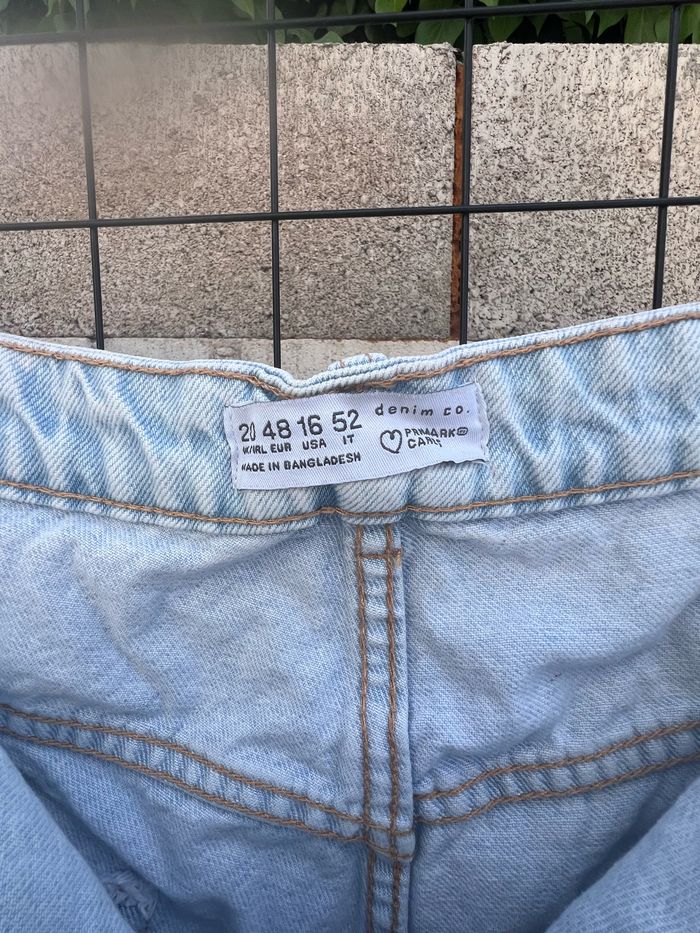 20 48 16 52
UK/IRL EUR USA IT
MADE IN BANGLADESH
denim co.
PRIMARK®
CARES